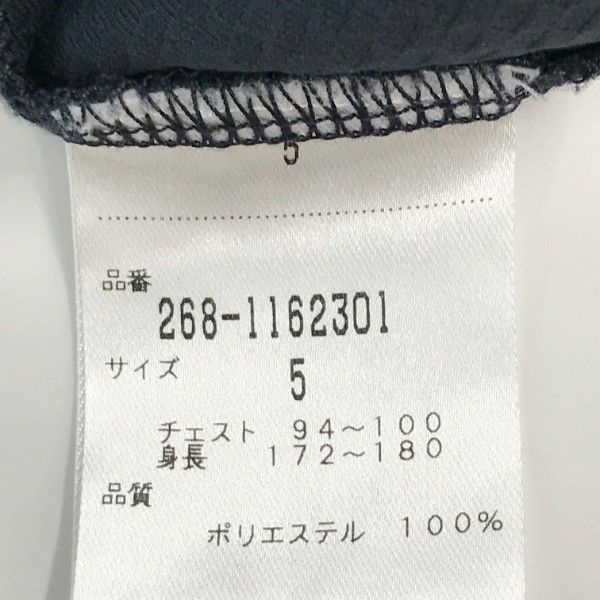 5
品番
268-1162301
サイズ
5
チェスト 94～100
身長 172～180
品質
ポリエステル 100%